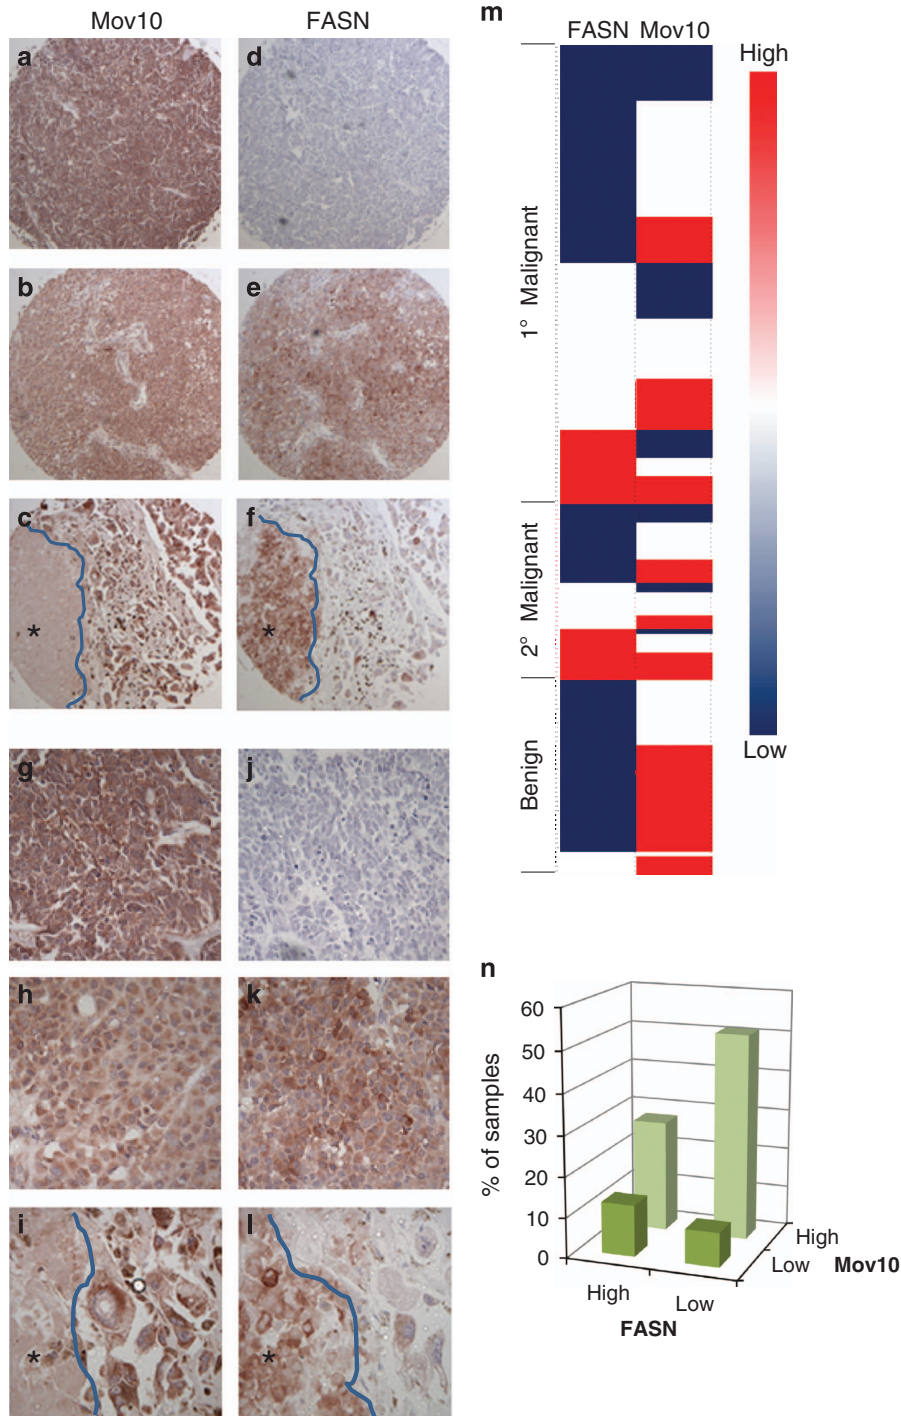 Mov10 FASN
a d
b e
c f
* *
g j
h k
i l
* *
m
FASN Mov10
High
1° Malignant
2° Malignant
Benign
Low
n
60
50
40
30
20
10
0
% of samples
High
Low
FASN
High
Low
Mov10